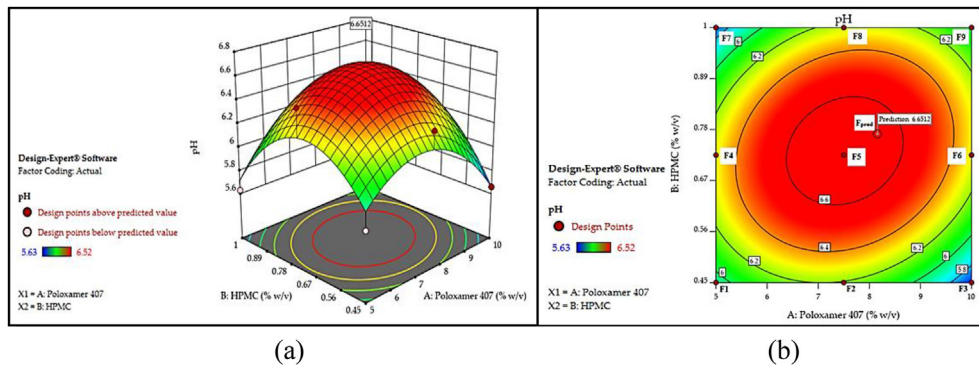 6.6512
6.8
6.6
6.4
6.2
6
5.8
5.6
pH
Design-Expert® Software
Factor Coding: Actual
pH
Design points above predicted value
Design points below predicted value
5.63 6.52
X1 = A: Poloxamer 407
X2 = B: HPMC
1
0.89
0.78
0.67
0.56
0.45
B: HPMC (% w/v)
10
9
8
7
6
5
A: Poloxamer 407 (% w/v)
(a)
Design-Expert® Software
Factor Coding: Actual
pH
Design Points
5.63 6.52
X1 = A: Poloxamer 407
X2 = B: HPMC
pH
1
0.89
0.78
0.67
0.56
0.45
B: HPMC (% w/v)
F7 F8 F9
6 6.2
6.2
Fpred Prediction 6.6512
F4 F5 F6
6.6
6.4
6.2 6.2
6 6
5.8
F1 F2 F3
5 6 7 8 9 10
A: Poloxamer 407 (% w/v)
(b)